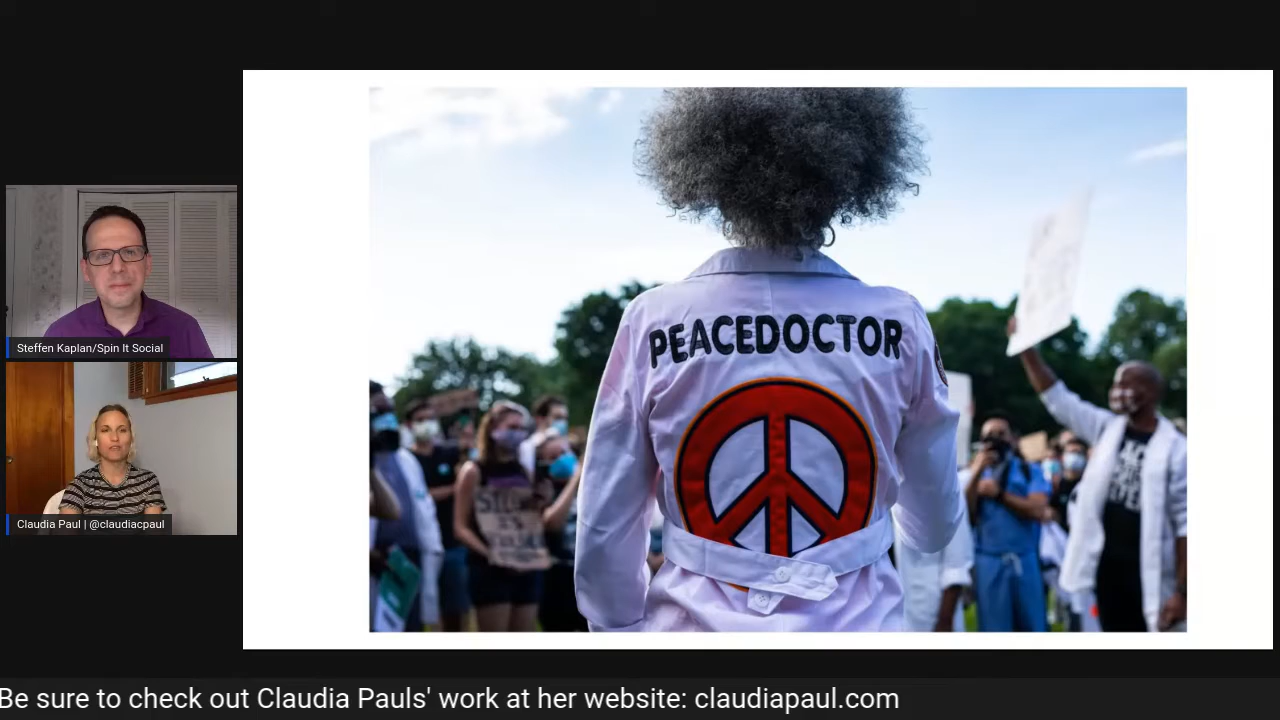 Steffen Kaplan/Spin It Social
Claudia Paul | @claudiacpaul
PEACEDOCTOR
Be sure to check out Claudia Pauls' work at her website: claudiapaul.com